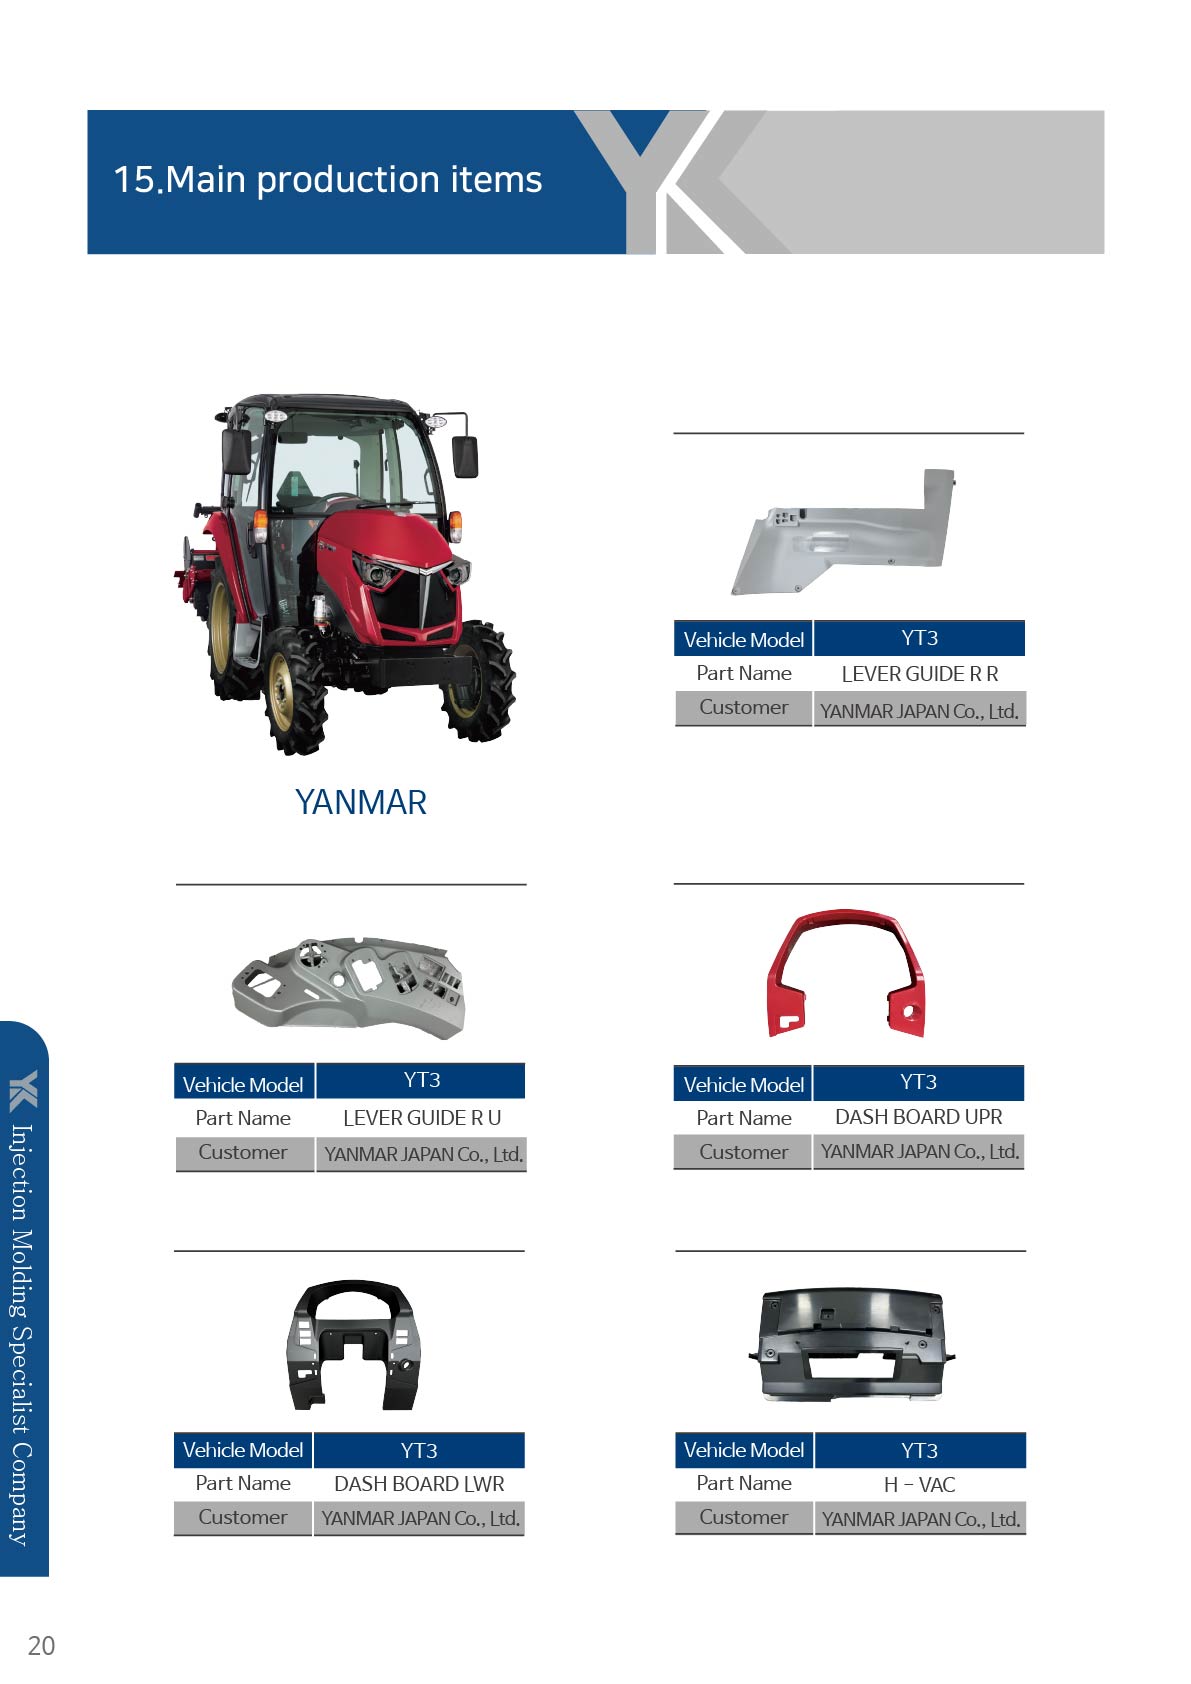 15.Main production items
YK
YANMAR
Vehicle Model YT3
Part Name LEVER GUIDE R R
Customer YANMAR JAPAN Co., Ltd.
Vehicle Model YT3
Part Name LEVER GUIDE R U
Customer YANMAR JAPAN Co., Ltd.
Vehicle Model YT3
Part Name DASH BOARD UPR
Customer YANMAR JAPAN Co., Ltd.
Vehicle Model YT3
Part Name DASH BOARD LWR
Customer YANMAR JAPAN Co., Ltd.
Vehicle Model YT3
Part Name H - VAC
Customer YANMAR JAPAN Co., Ltd.
YK Injection Molding Specialist Company
20